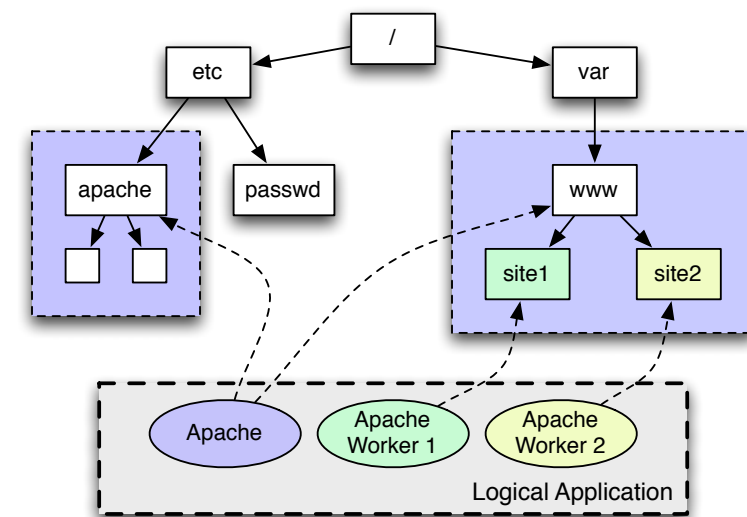 /
etc
var
apache
passwd
www
site1
site2
Apache
Apache
Worker 1
Apache
Worker 2
Logical Application